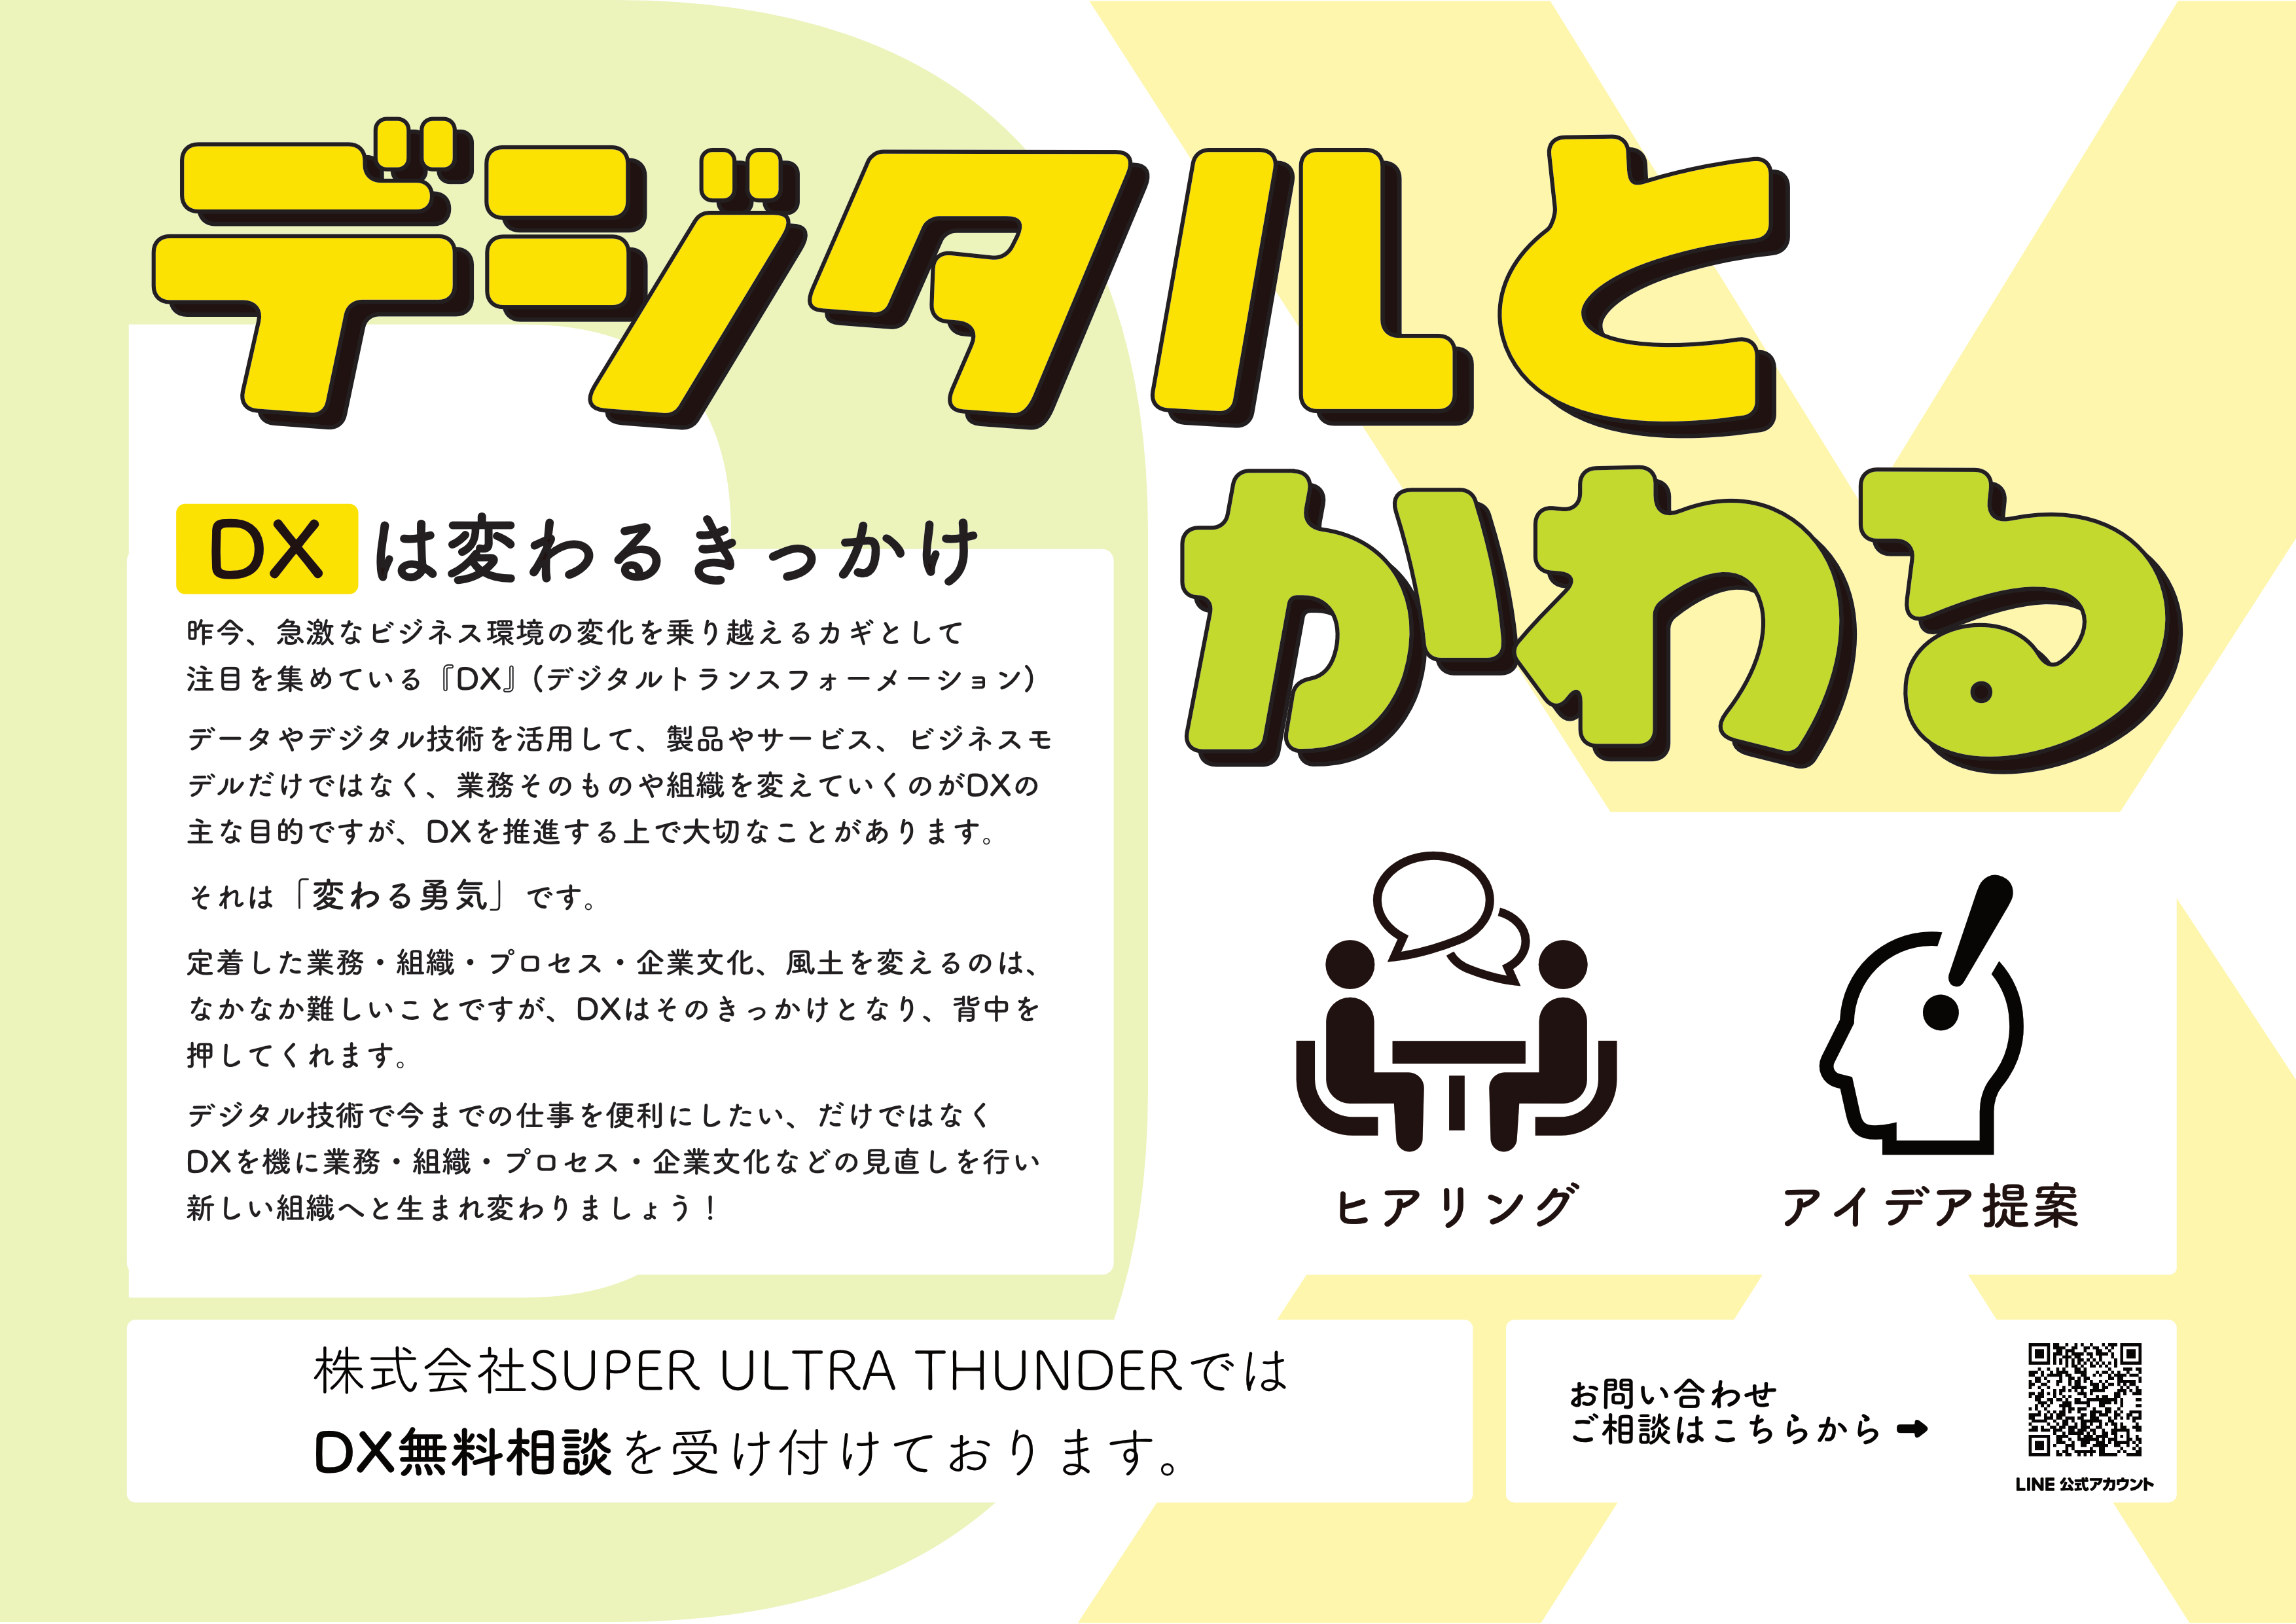 デジタルと
かわる
DXは変わるきっかけ
昨今、急激なビジネス環境の変化を乗り越えるカギとして
注目を集めている『DX』（デジタルトランスフォーメーション）
データやデジタル技術を活用して、製品やサービス、ビジネスモ
デルだけではなく、業務そのものや組織を変えていくのがDXの
主な目的ですが、DXを推進する上で大切なことがあります。
それは「変わる勇気」です。
定着した業務・組織・プロセス・企業文化、風土を変えるのは、
なかなか難しいことですが、DXはそのきっかけとなり、背中を
押してくれます。
デジタル技術で今までの仕事を便利にしたい、だけではなく
DXを機に業務・組織・プロセス・企業文化などの見直しを行い
新しい組織へと生まれ変わりましょう！
ヒアリング
アイデア提案
株式会社SUPER ULTRA THUNDERでは
DX無料相談を受け付けております。
お問い合わせ
ご相談はこちらから➡
LINE 公式アカウント